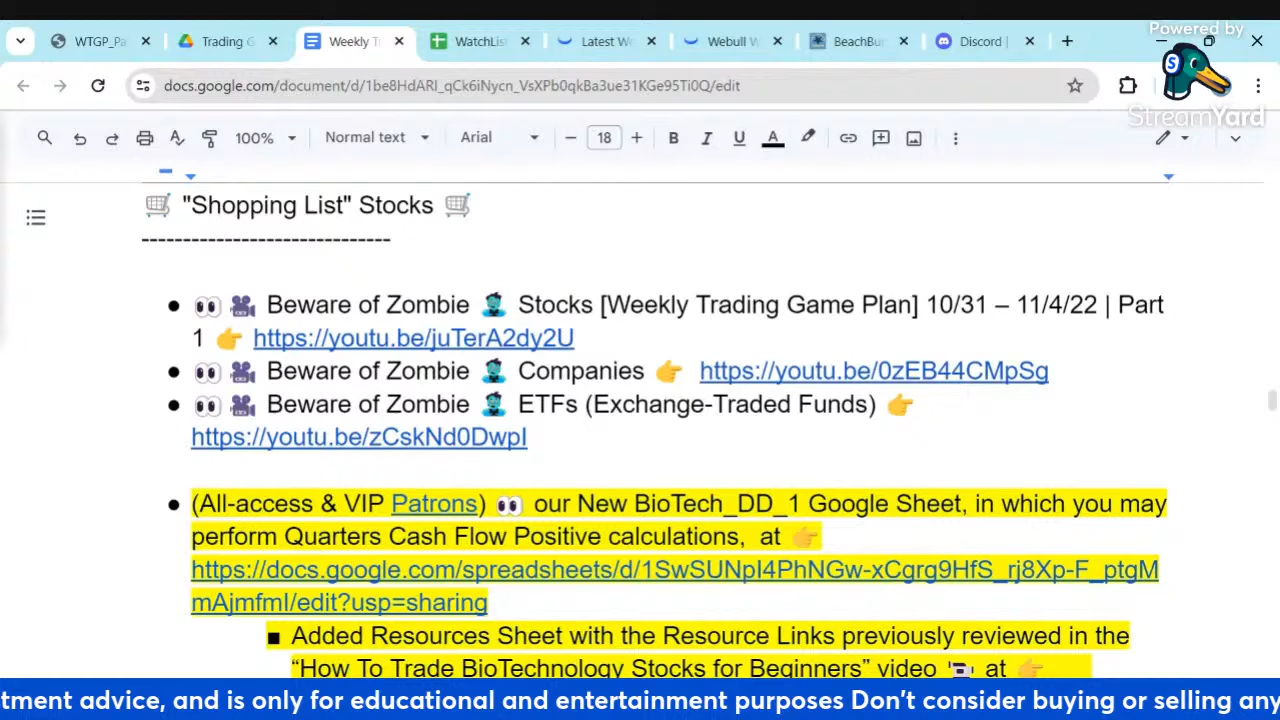 WTGP_Pa
Trading G
Weekly T
WatchLis
Latest We
Webull W
BeachBu
Discord |
Powered by
StreamYard
docs.google.com/document/d/1be8HdARl_qCk6iNycn_VsXPb0qkBa3ue31KGe95Ti0Q/edit
100% Normal text Arial − 18 + B I U A
"Shopping List" Stocks
------------------------------
● Beware of Zombie Stocks [Weekly Trading Game Plan] 10/31 – 11/4/22 | Part
1 https://youtu.be/juTerA2dy2U
● Beware of Zombie Companies https://youtu.be/0zEB44CMpSg
● Beware of Zombie ETFs (Exchange-Traded Funds)
https://youtu.be/zCskNd0DwpI
● (All-access & VIP Patrons) our New BioTech_DD_1 Google Sheet, in which you may
perform Quarters Cash Flow Positive calculations, at
https://docs.google.com/spreadsheets/d/1SwSUNpI4PhNGw-xCgrg9HfS_rj8Xp-F_ptgM
mAjmfmI/edit?usp=sharing
■ Added Resources Sheet with the Resource Links previously reviewed in the
“How To Trade BioTechnology Stocks for Beginners” video at
tment advice, and is only for educational and entertainment purposes Don’t consider buying or selling any